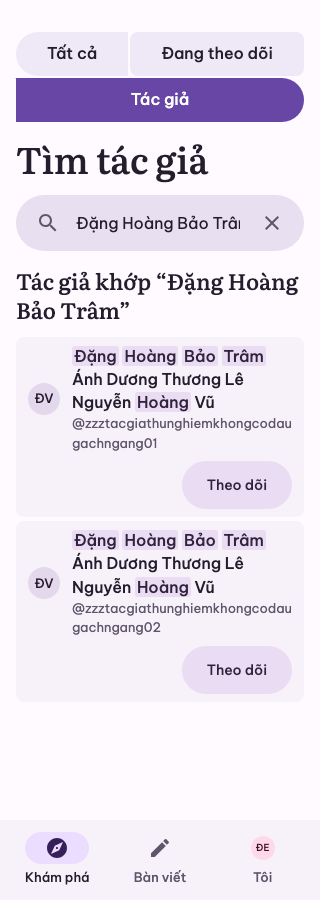 Tất cả
Đang theo dõi
Tác giả
Tìm tác giả
Đặng Hoàng Bảo Trâ
Tác giả khớp “Đặng Hoàng
Bảo Trâm”
Đặng Hoàng Bảo Trâm
Ánh Dương Thương Lê
Nguyễn Hoàng Vũ
ĐV
@zzztacgiathunghiemkhongcodau
gachngang01
Theo dõi
Đặng Hoàng Bảo Trâm
Ánh Dương Thương Lê
Nguyễn Hoàng Vũ
ĐV
@zzztacgiathunghiemkhongcodau
gachngang02
Theo dõi
ĐE
Khám phá
Bàn viết
Tôi